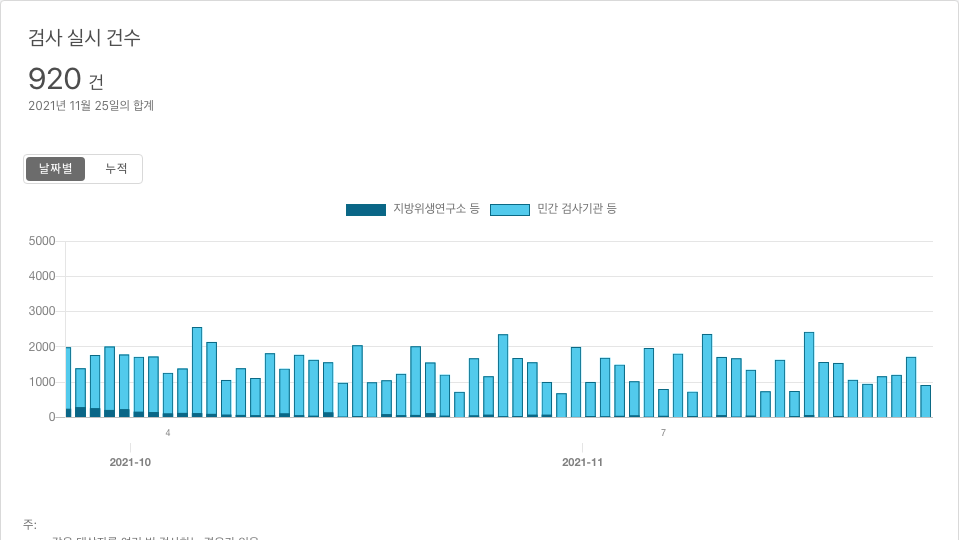 검사 실시 건수
920 건
2021년 11월 25일의 합계
날짜별 누적
지방위생연구소 등 민간 검사기관 등
5000
4000
3000
2000
1000
0
4 7
2021-10 2021-11
주: